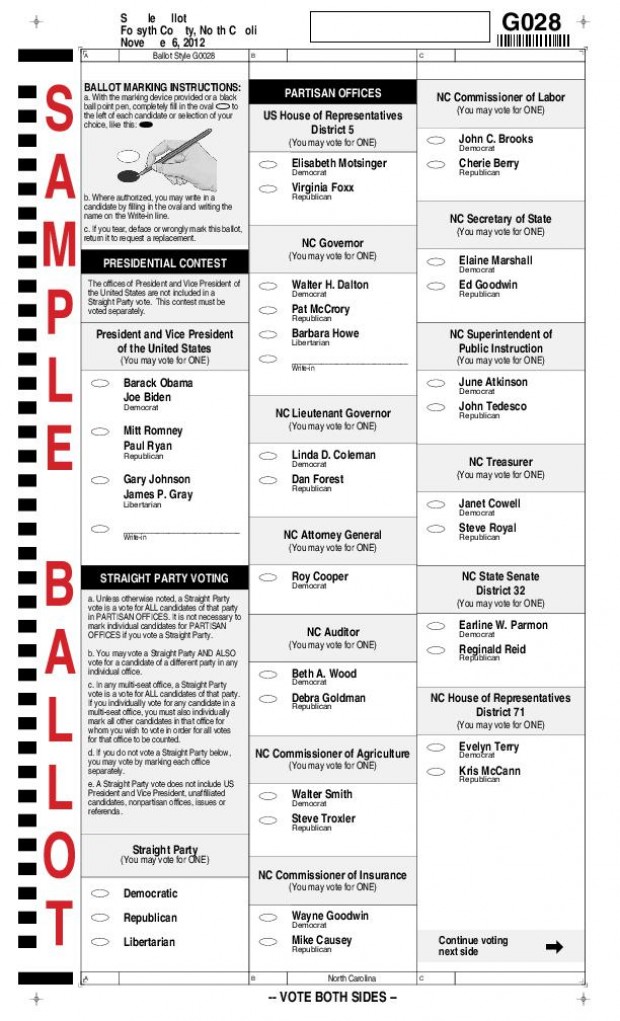 S le llot
Fo syth Co ty, No th C oli
Nove e 6, 2012
G028
A
Ballot Style G0028
B
C
SAMPLE BALLOT
BALLOT MARKING INSTRUCTIONS:
a. With the marking device provided or a black
ball point pen, completely fill in the oval to
the left of each candidate or selection of your
choice, like this:
b. Where authorized, you may write in a
candidate by filling in the oval and writing the
name on the Write-in line.
c. if you tear, deface or wrongly mark this ballot,
return it to request a replacement.
PRESIDENTIAL CONTEST
The offices of President and Vice President of
the United States are not included in a
Straight Party vote. This contest must be
voted separately.
President and Vice President
of the United States
(You may vote for ONE)
Barack Obama
Joe Biden
Democrat
Mitt Romney
Paul Ryan
Republican
Gary Johnson
James P. Gray
Libertarian
Write-in
STRAIGHT PARTY VOTING
a. Unless otherwise noted, a Straight Party
vote is a vote for ALL candidates of that party
in PARTISAN OFFICES. It is not necessary to
mark individual candidates for PARTISAN
OFFICES if you vote a Straight Party.
b. You may vote a Straight Party AND ALSO
vote for a candidate of a different party in any
individual office.
c. In any multi-seat office, a Straight Party
vote is a vote for ALL candidates of that party.
If you individually vote for any candidate in a
multi-seat office, you must also individually
mark all other candidates in that office for
whom you wish to vote in order for all votes
for that office to be counted.
d. If you do not vote a Straight Party below,
you may vote by marking each office
separately.
e. A Straight Party vote does not include US
President and Vice President, unaffiliated
candidates, nonpartisan offices, issues or
referenda.
Straight Party
(You may vote for ONE)
Democratic
Republican
Libertarian
PARTISAN OFFICES
US House of Representatives
District 5
(You may vote for ONE)
Elisabeth Motsinger
Democrat
Virginia Foxx
Republican
NC Governor
(You may vote for ONE)
Walter H. Dalton
Democrat
Pat McCrory
Republican
Barbara Howe
Libertarian
Write-in
NC Lieutenant Governor
(You may vote for ONE)
Linda D. Coleman
Democrat
Dan Forest
Republican
NC Attorney General
(You may vote for ONE)
Roy Cooper
Democrat
NC Auditor
(You may vote for ONE)
Beth A. Wood
Democrat
Debra Goldman
Republican
NC Commissioner of Agriculture
(You may vote for ONE)
Walter Smith
Democrat
Steve Troxler
Republican
NC Commissioner of Insurance
(You may vote for ONE)
Wayne Goodwin
Democrat
Mike Causey
Republican
NC Commissioner of Labor
(You may vote for ONE)
John C. Brooks
Democrat
Cherie Berry
Republican
NC Secretary of State
(You may vote for ONE)
Elaine Marshall
Democrat
Ed Goodwin
Republican
NC Superintendent of
Public Instruction
(You may vote for ONE)
June Atkinson
Democrat
John Tedesco
Republican
NC Treasurer
(You may vote for ONE)
Janet Cowell
Democrat
Steve Royal
Republican
NC State Senate
District 32
(You may vote for ONE)
Earline W. Parmon
Democrat
Reginald Reid
Republican
NC House of Representatives
District 71
(You may vote for ONE)
Evelyn Terry
Democrat
Kris McCann
Republican
Continue voting
next side
A
B
North Carolina
C
-- VOTE BOTH SIDES --